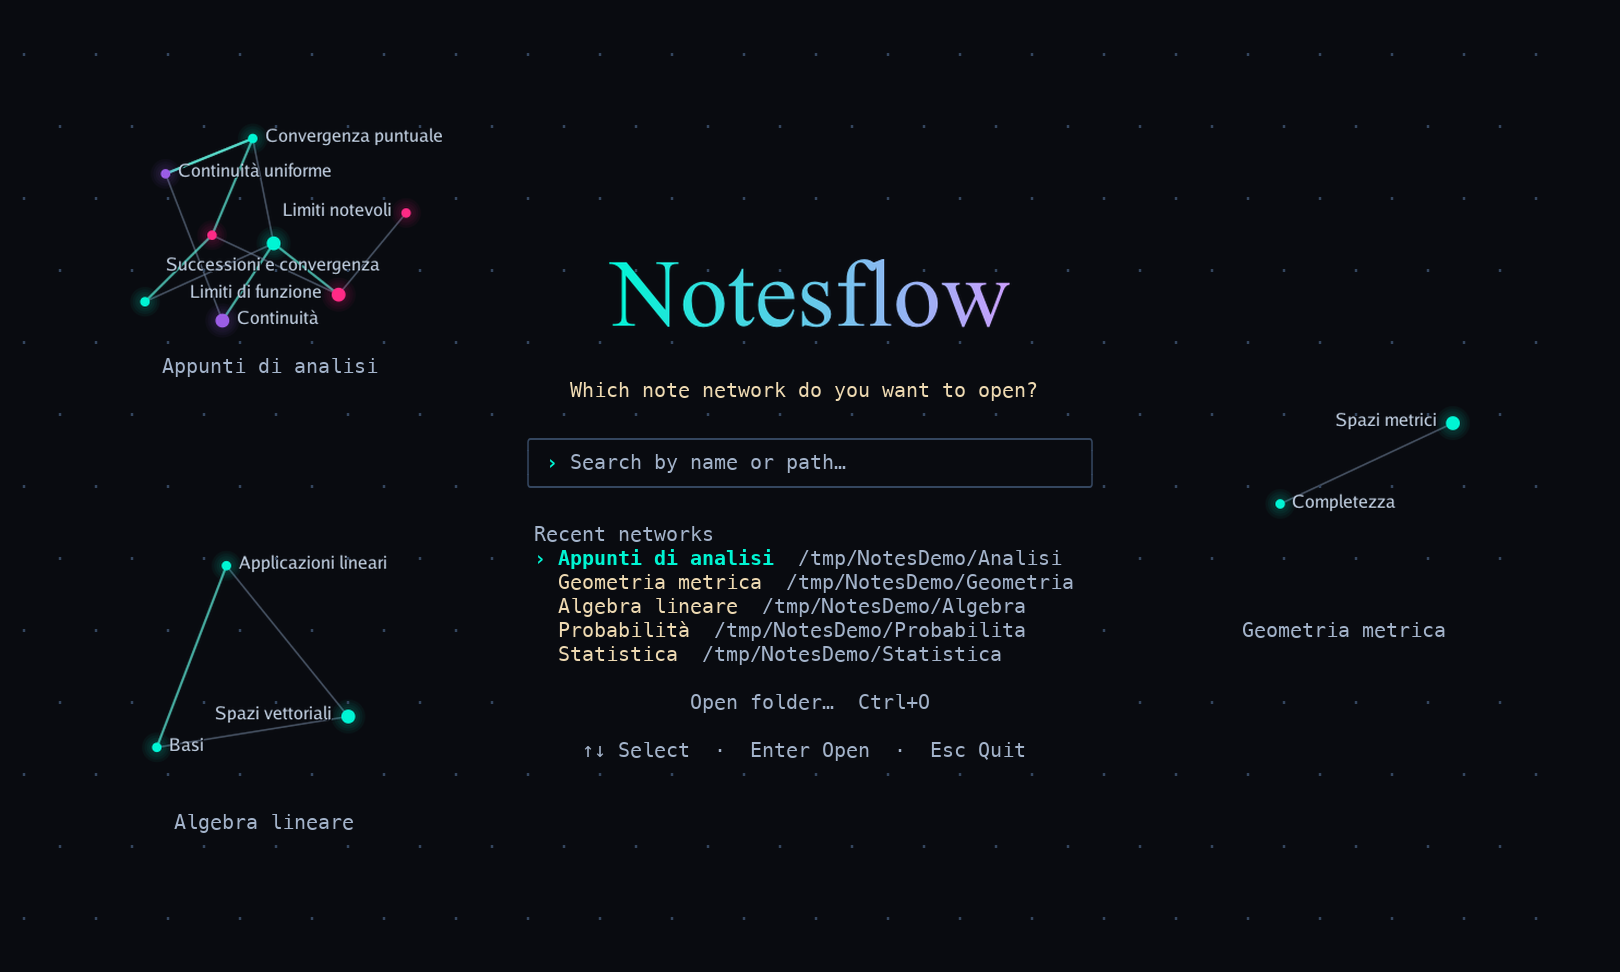 Convergenza puntuale
Continuità uniforme
Limiti notevoli
Successioni e convergenza
Limiti di funzione
Continuità
Appunti di analisi
Applicazioni lineari
Spazi vettoriali
Basi
Algebra lineare
Notesflow
Which note network do you want to open?
› Search by name or path…
Recent networks
› Appunti di analisi /tmp/NotesDemo/Analisi
Geometria metrica /tmp/NotesDemo/Geometria
Algebra lineare /tmp/NotesDemo/Algebra
Probabilità /tmp/NotesDemo/Probabilita
Statistica /tmp/NotesDemo/Statistica
Open folder… Ctrl+O
↑↓ Select · Enter Open · Esc Quit
Spazi metrici
Completezza
Geometria metrica